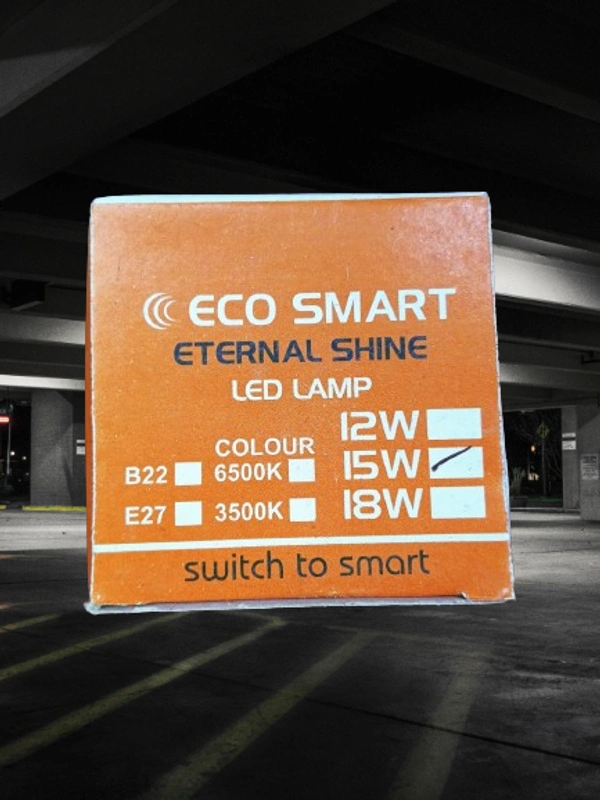 ECO SMART
ETERNAL SHINE
LED LAMP
12W
COLOUR
B22 6500K 15W
E27 3500K 18W
switch to smart